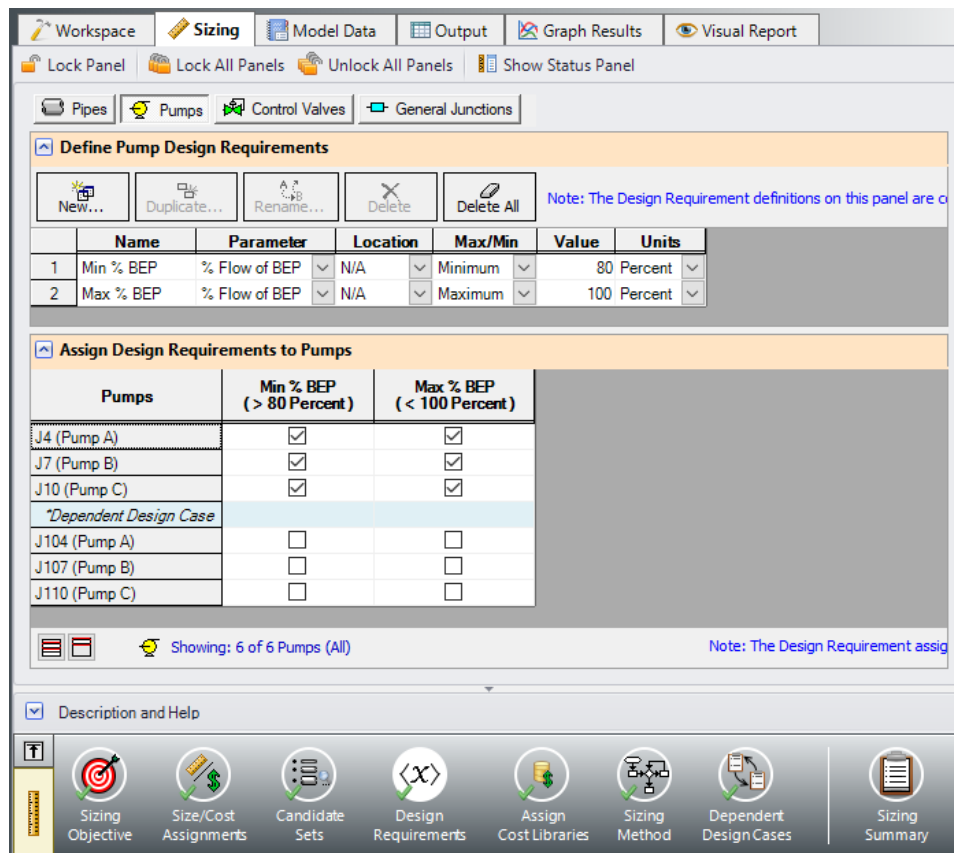 Workspace Sizing Model Data Output Graph Results Visual Report
Lock Panel Lock All Panels Unlock All Panels Show Status Panel
Pipes Pumps Control Valves General Junctions
Define Pump Design Requirements
New... Duplicate... Rename... Delete Delete All Note: The Design Requirement definitions on this panel are c
Name Parameter Location Max/Min Value Units
1 Min % BEP % Flow of BEP N/A Minimum 80 Percent
2 Max % BEP % Flow of BEP N/A Maximum 100 Percent
Assign Design Requirements to Pumps
Pumps Min % BEP Max % BEP
( > 80 Percent ) ( < 100 Percent )
J4 (Pump A)
J7 (Pump B)
J10 (Pump C)
*Dependent Design Case
J104 (Pump A)
J107 (Pump B)
J110 (Pump C)
Showing: 6 of 6 Pumps (All) Note: The Design Requirement assig
Description and Help
Sizing Size/Cost Candidate Design Assign Sizing Dependent Sizing
Objective Assignments Sets Requirements Cost Libraries Method Design Cases Summary